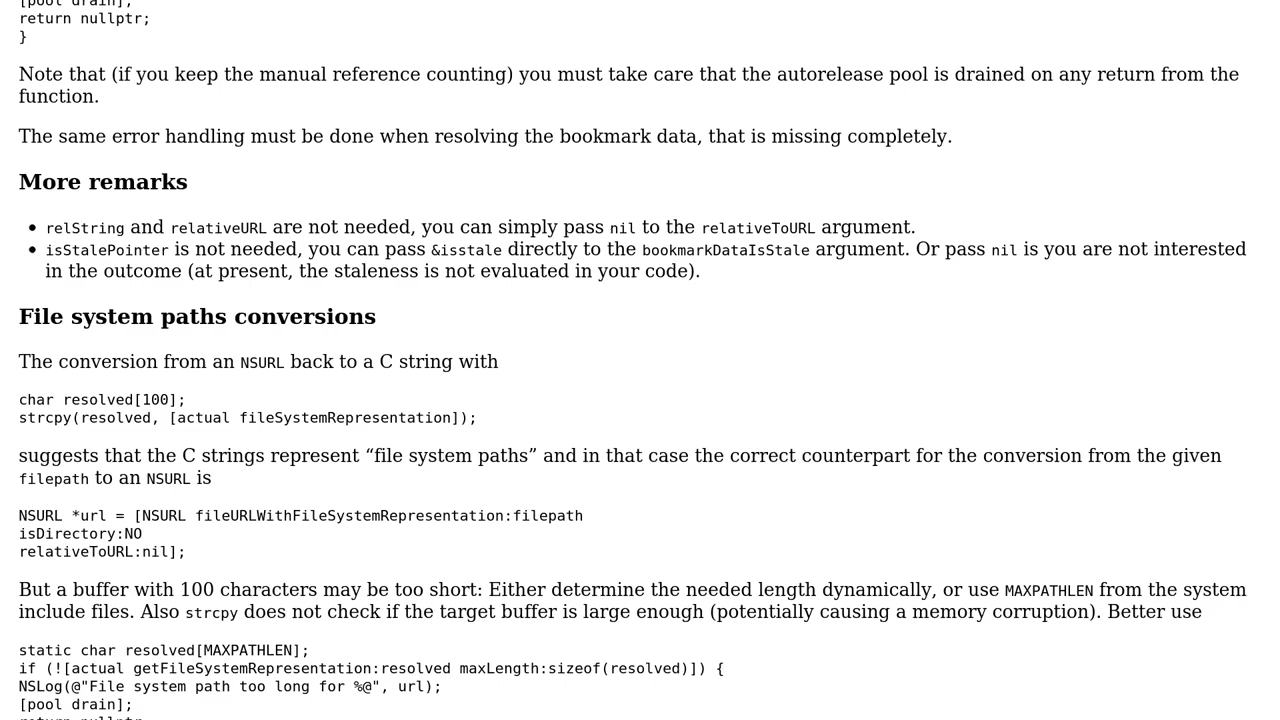 [pool drain];
return nullptr;
}
Note that (if you keep the manual reference counting) you must take care that the autorelease pool is drained on any return from the
function.
The same error handling must be done when resolving the bookmark data, that is missing completely.
More remarks
• relString and relativeURL are not needed, you can simply pass nil to the relativeToURL argument.
• isStalePointer is not needed, you can pass &isstale directly to the bookmarkDataIsStale argument. Or pass nil is you are not interested
in the outcome (at present, the staleness is not evaluated in your code).
File system paths conversions
The conversion from an NSURL back to a C string with
char resolved[100];
strcpy(resolved, [actual fileSystemRepresentation]);
suggests that the C strings represent “file system paths” and in that case the correct counterpart for the conversion from the given
filepath to an NSURL is
NSURL *url = [NSURL fileURLWithFileSystemRepresentation:filepath
isDirectory:NO
relativeToURL:nil];
But a buffer with 100 characters may be too short: Either determine the needed length dynamically, or use MAXPATHLEN from the system
include files. Also strcpy does not check if the target buffer is large enough (potentially causing a memory corruption). Better use
static char resolved[MAXPATHLEN];
if (![actual getFileSystemRepresentation:resolved maxLength:sizeof(resolved)]) {
NSLog(@"File system path too long for %@", url);
[pool drain];
return nullptr